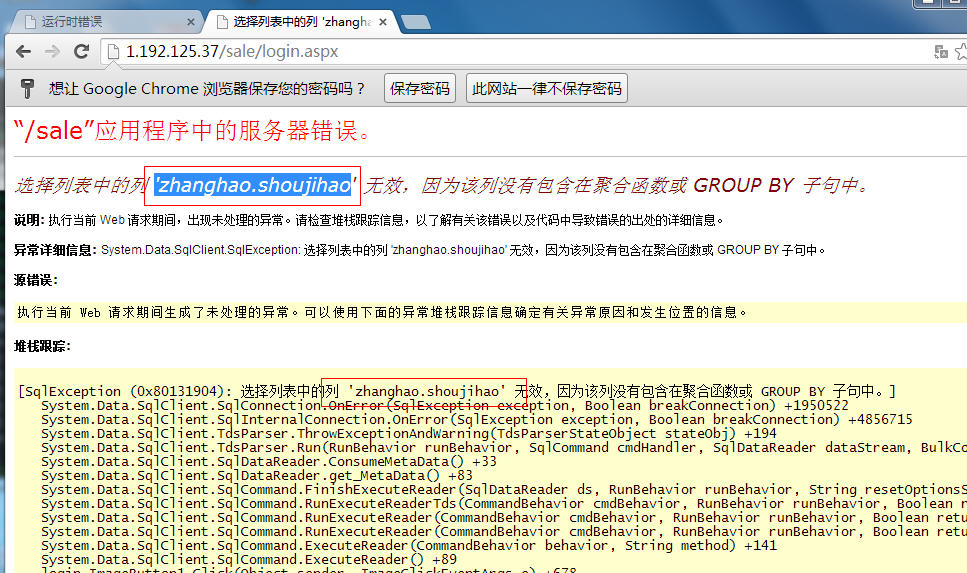 运行时错误
选择列表中的列 'zhangha
1.192.125.37/sale/login.aspx
想让 Google Chrome 浏览器保存您的密码吗？ 保存密码 此网站一律不保存密码
“/sale”应用程序中的服务器错误。
选择列表中的列 'zhanghao.shoujihao' 无效，因为该列没有包含在聚合函数或 GROUP BY 子句中。
说明: 执行当前 Web 请求期间，出现未处理的异常。请检查堆栈跟踪信息，以了解有关该错误以及代码中导致错误的出处的详细信息。
异常详细信息: System.Data.SqlClient.SqlException: 选择列表中的列 'zhanghao.shoujihao' 无效，因为该列没有包含在聚合函数或 GROUP BY 子句中。
源错误:
执行当前 Web 请求期间生成了未处理的异常。可以使用下面的异常堆栈跟踪信息确定有关异常原因和发生位置的信息。
堆栈跟踪:
[SqlException (0x80131904): 选择列表中的列 'zhanghao.shoujihao' 无效，因为该列没有包含在聚合函数或 GROUP BY 子句中。]
System.Data.SqlClient.SqlConnection.OnError(SqlException exception, Boolean breakConnection) +1950522
System.Data.SqlClient.SqlInternalConnection.OnError(SqlException exception, Boolean breakConnection) +4856715
System.Data.SqlClient.TdsParser.ThrowExceptionAndWarning(TdsParserStateObject stateObj) +194
System.Data.SqlClient.TdsParser.Run(RunBehavior runBehavior, SqlCommand cmdHandler, SqlDataReader dataStream, BulkCo
System.Data.SqlClient.SqlDataReader.ConsumeMetaData() +33
System.Data.SqlClient.SqlDataReader.get_MetaData() +83
System.Data.SqlClient.SqlCommand.FinishExecuteReader(SqlDataReader ds, RunBehavior runBehavior, String resetOptionsS
System.Data.SqlClient.SqlCommand.RunExecuteReaderTds(CommandBehavior cmdBehavior, RunBehavior runBehavior, Boolean r
System.Data.SqlClient.SqlCommand.RunExecuteReader(CommandBehavior cmdBehavior, RunBehavior runBehavior, Boolean retu
System.Data.SqlClient.SqlCommand.RunExecuteReader(CommandBehavior cmdBehavior, RunBehavior runBehavior, Boolean retu
System.Data.SqlClient.SqlCommand.ExecuteReader(CommandBehavior behavior, String method) +141
System.Data.SqlClient.SqlCommand.ExecuteReader() +89
login.ImageButton1_Click(Object sender, ImageClickEventArgs e) +678